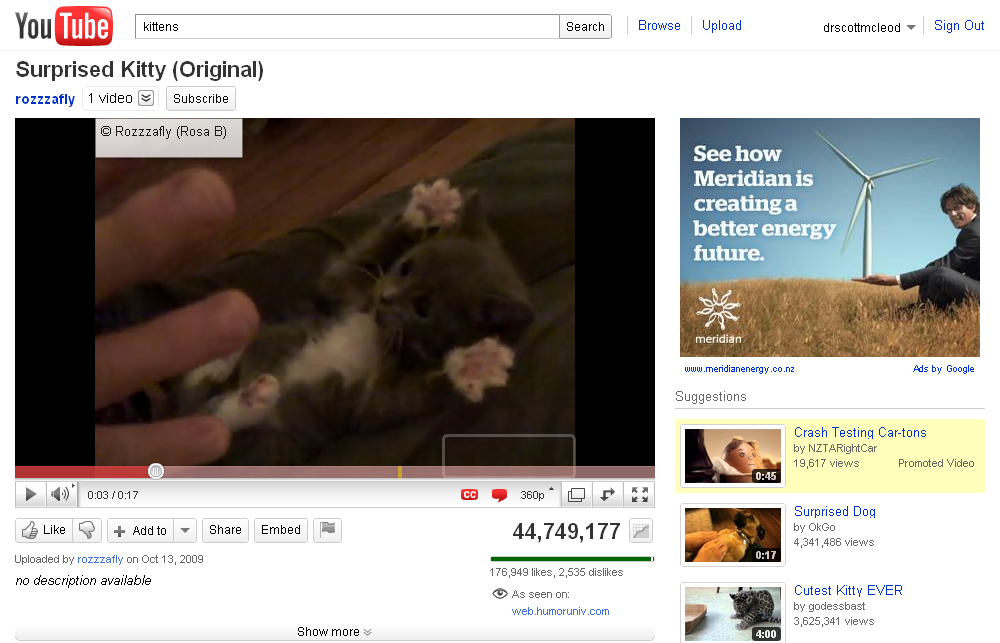 YouTube
kittens
Search
Browse
Upload
drscottmcleod
Sign Out
Surprised Kitty (Original)
rozzzafly
1 video
Subscribe
© Rozzzafly (Rosa B)
See how
Meridian is
creating a
better energy
future.
meridian
www.meridianenergy.co.nz
Ads by Google
Suggestions
Crash Testing Car-tons
by NZTARightCar
19,617 views
Promoted Video
0:45
Surprised Dog
by OkGo
4,341,486 views
0:17
Cutest Kitty EVER
by godessbast
3,625,341 views
4:00
0:03 / 0:17
CC
360p
Like
Add to
Share
Embed
44,749,177
Uploaded by rozzzafly on Oct 13, 2009
no description available
176,949 likes, 2,535 dislikes
As seen on:
web.humoruniv.com
Show more